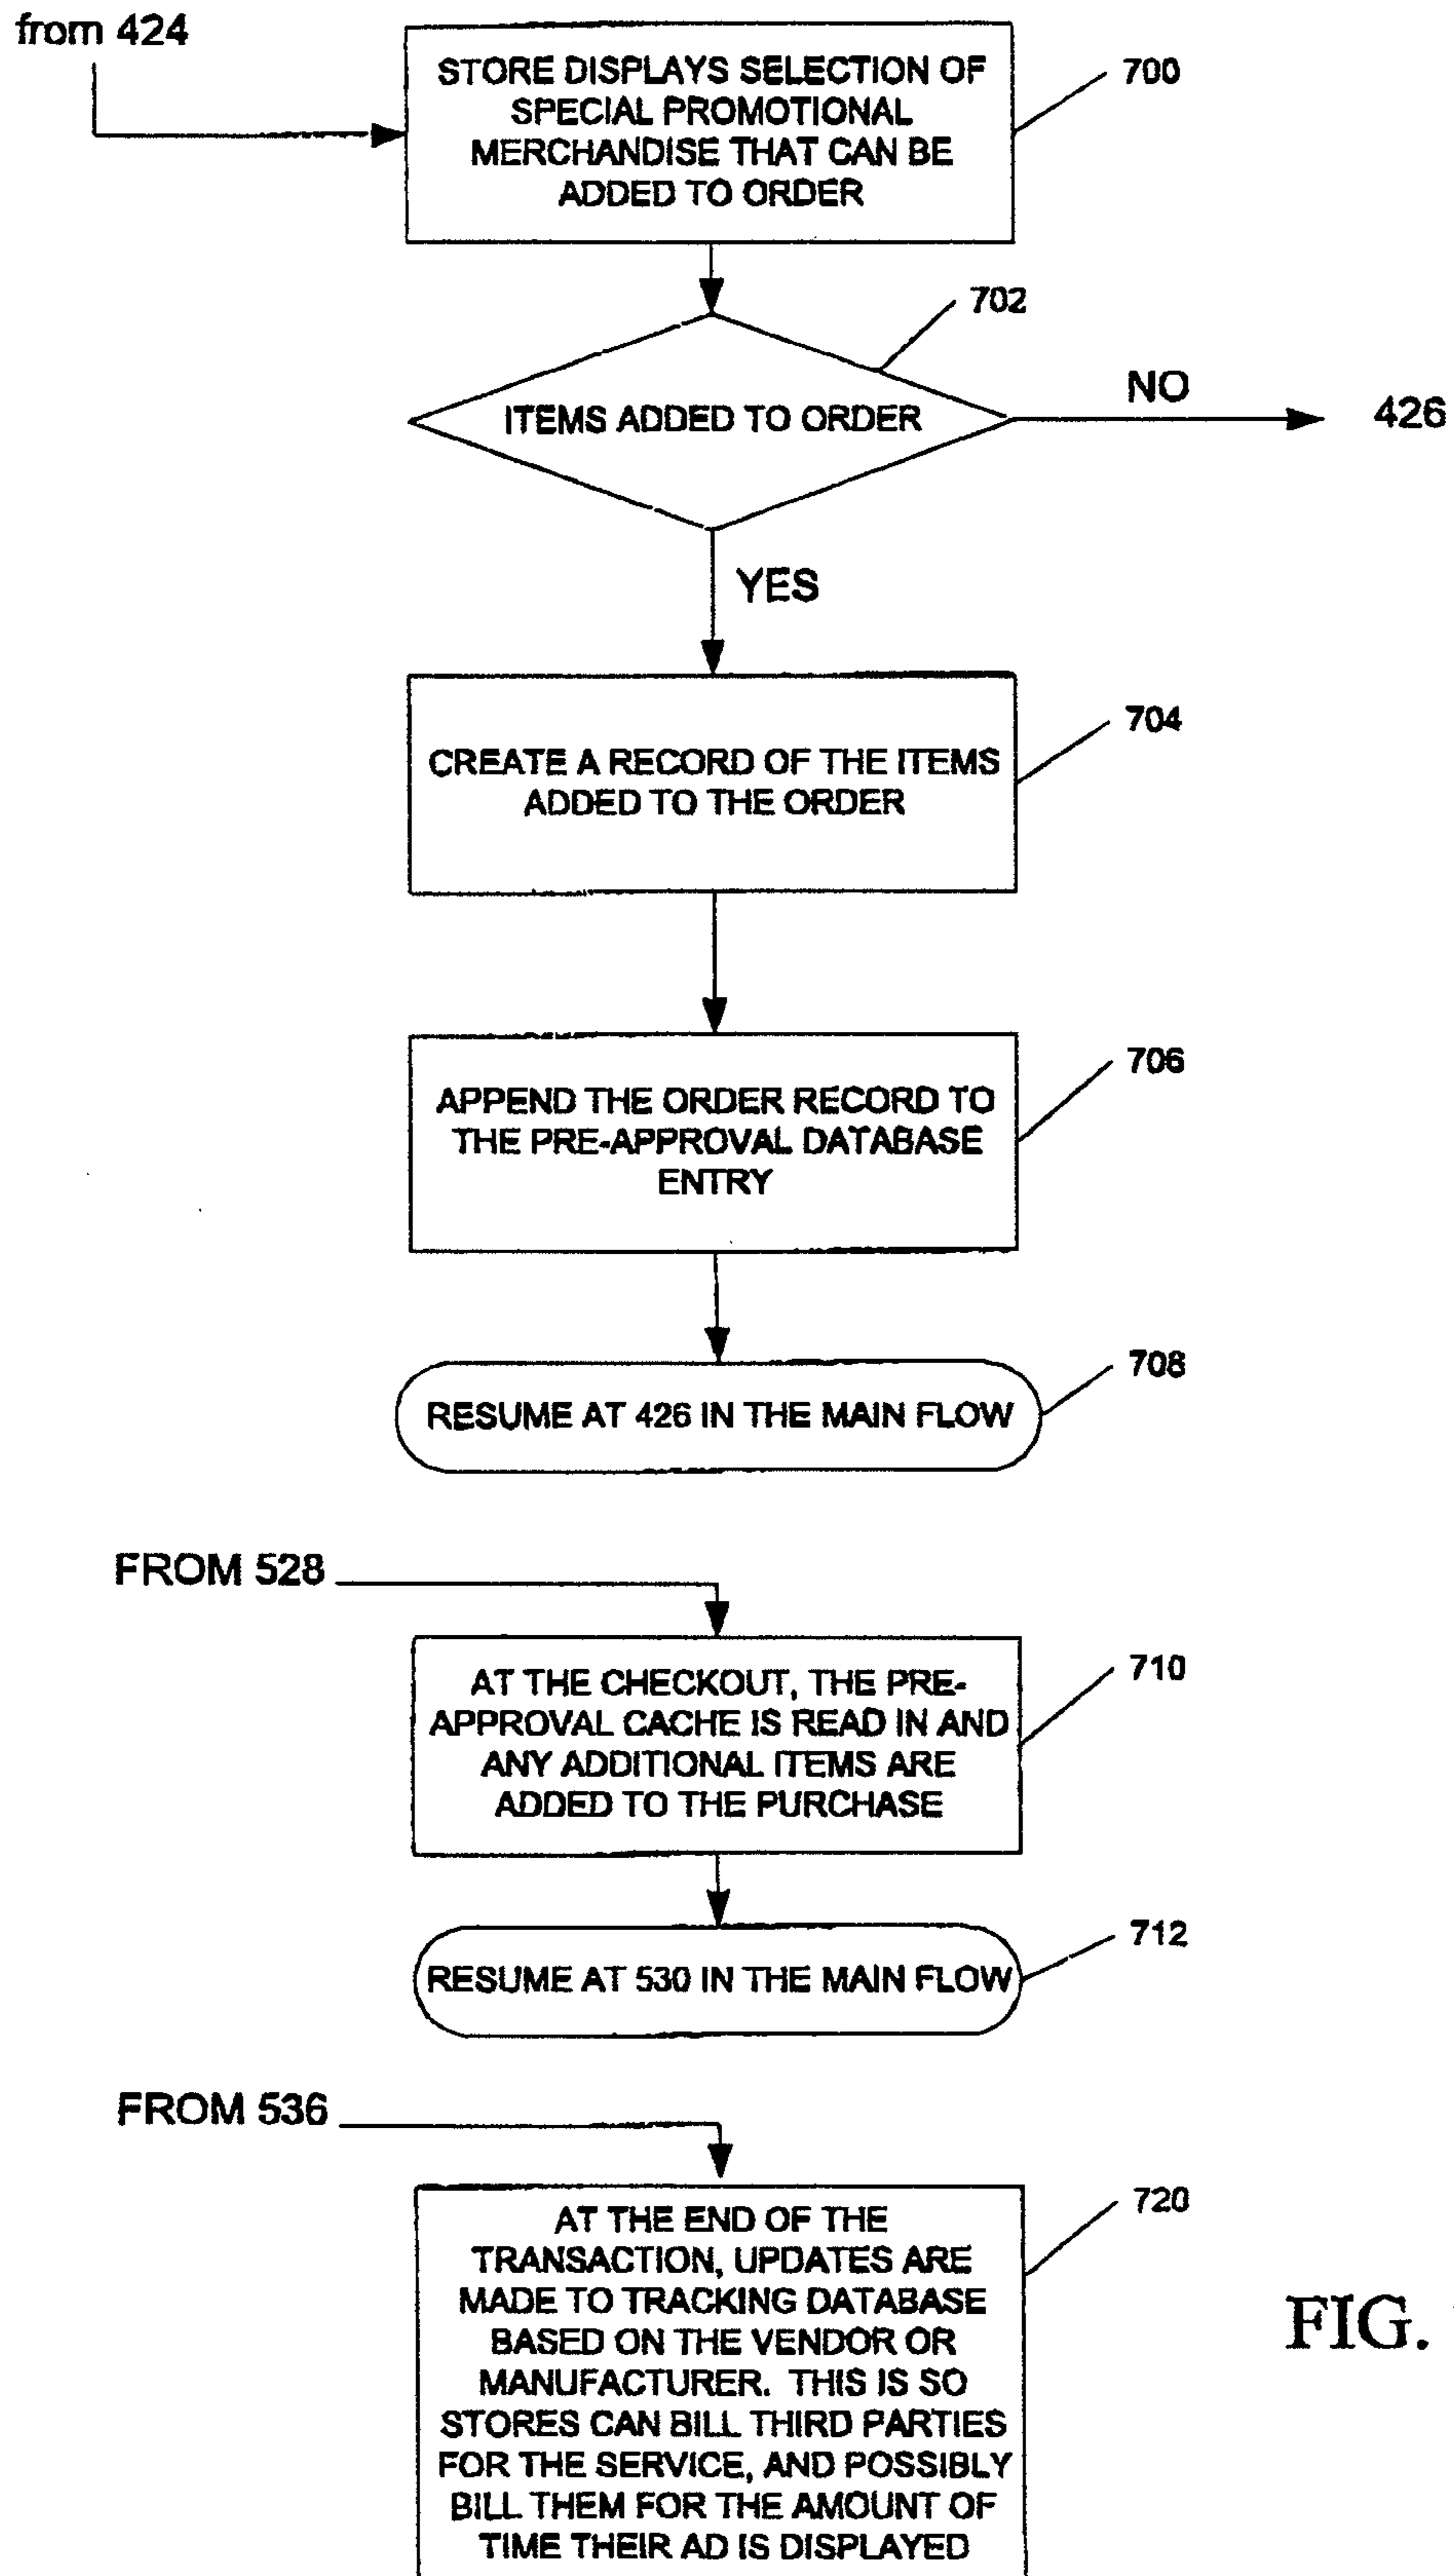 from 424
STORE DISPLAYS SELECTION OF
SPECIAL PROMOTIONAL
MERCHANDISE THAT CAN BE
ADDED TO ORDER
700
702
ITEMS ADDED TO ORDER
NO
426
YES
704
CREATE A RECORD OF THE ITEMS
ADDED TO THE ORDER
706
APPEND THE ORDER RECORD TO
THE PRE-APPROVAL DATABASE
ENTRY
708
RESUME AT 426 IN THE MAIN FLOW
FROM 528
710
AT THE CHECKOUT, THE PRE-
APPROVAL CACHE IS READ IN AND
ANY ADDITIONAL ITEMS ARE
ADDED TO THE PURCHASE
712
RESUME AT 530 IN THE MAIN FLOW
FROM 536
720
AT THE END OF THE
TRANSACTION, UPDATES ARE
MADE TO TRACKING DATABASE
BASED ON THE VENDOR OR
MANUFACTURER. THIS IS SO
STORES CAN BILL THIRD PARTIES
FOR THE SERVICE, AND POSSIBLY
BILL THEM FOR THE AMOUNT OF
TIME THEIR AD IS DISPLAYED
FIG.